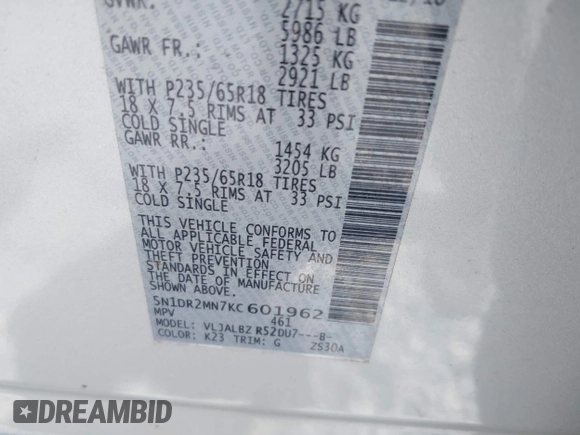 GVWR: 2715 KG
5986 LB
GAWR FR.: 1325 KG
2921 LB
WITH P235/65R18 TIRES
18 X 7.5 RIMS AT 33 PSI
COLD SINGLE
GAWR RR.: 1454 KG
3205 LB
WITH P235/65R18 TIRES
18 X 7.5 RIMS AT 33 PSI
COLD SINGLE
THIS VEHICLE CONFORMS TO
ALL APPLICABLE FEDERAL
MOTOR VEHICLE SAFETY AND
THEFT PREVENTION
STANDARDS IN EFFECT ON
THE DATE OF MANUFACTURE
5N1DR2MN7KC601962
MPV 461
MODEL: VLJALBZ R52DU7---B-
COLOR: K23 TRIM: G ZS30A
DREAMBID